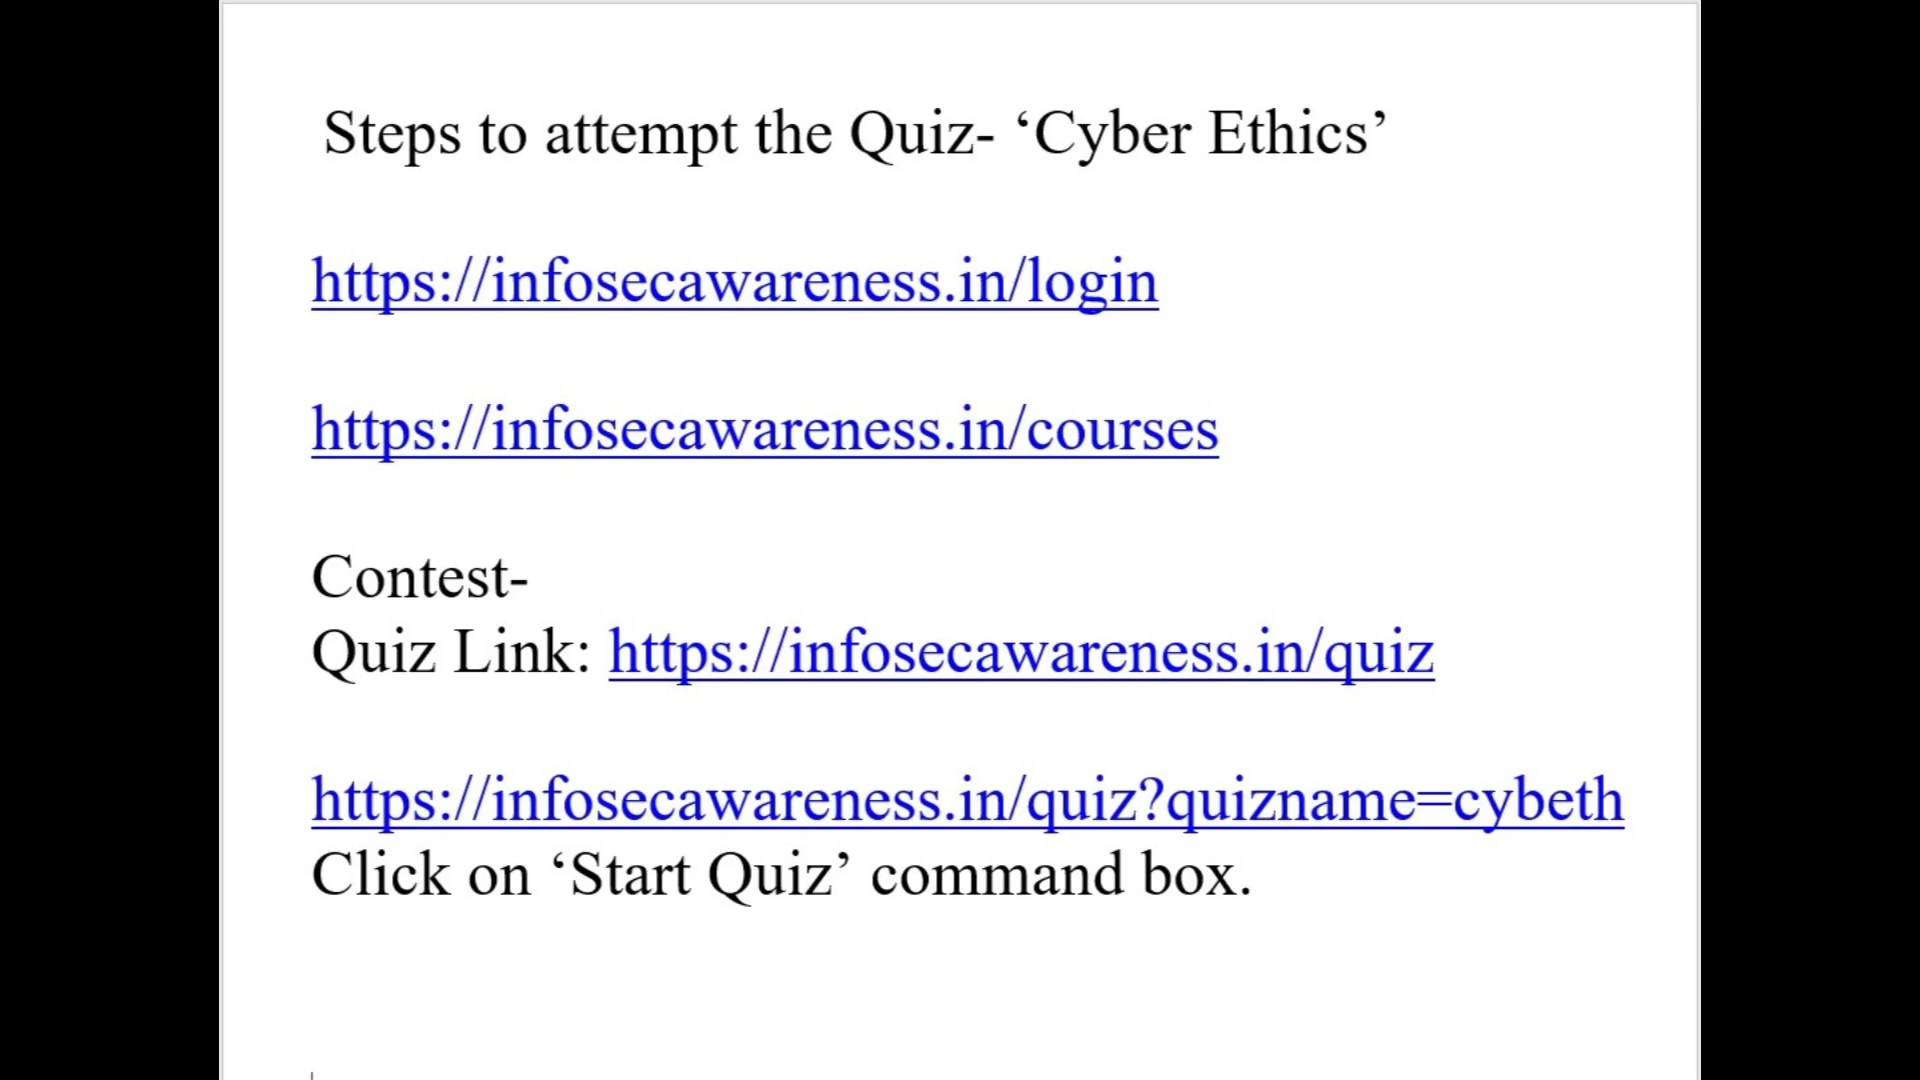 Steps to attempt the Quiz- ‘Cyber Ethics’
https://infosecawareness.in/login
https://infosecawareness.in/courses
Contest-
Quiz Link: https://infosecawareness.in/quiz
https://infosecawareness.in/quiz?quizname=cybeth
Click on ‘Start Quiz’ command box.